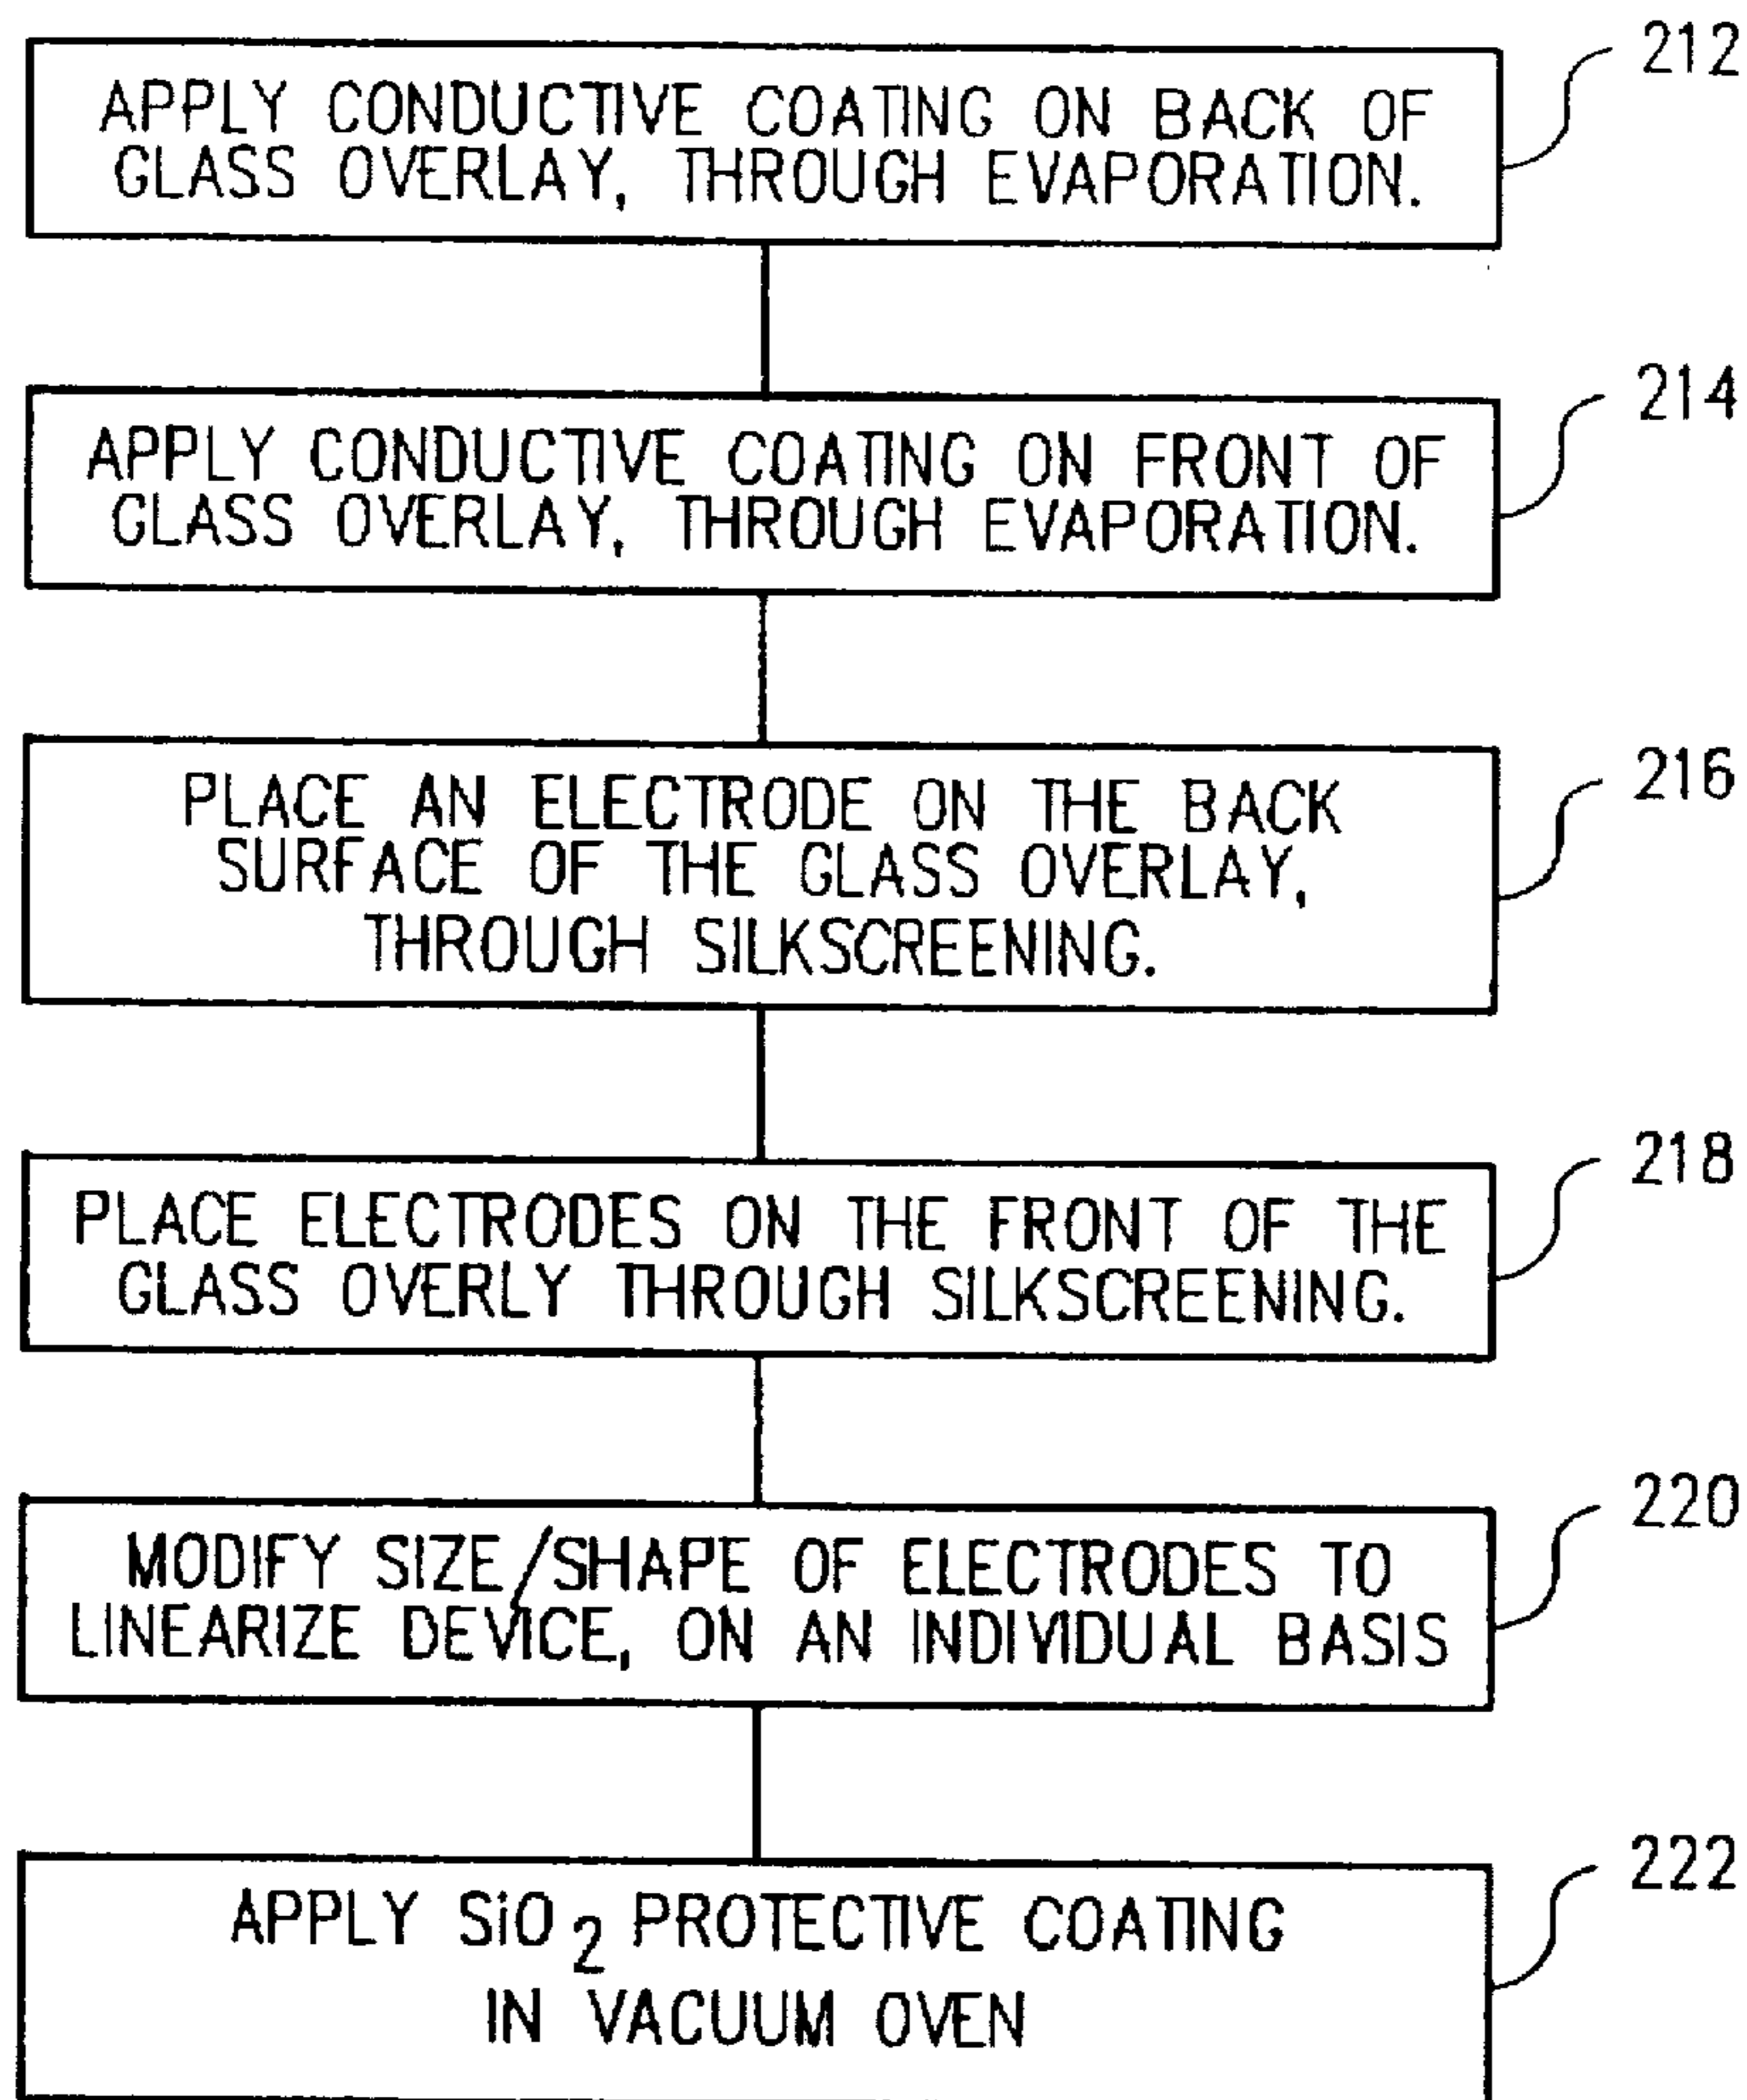 212
APPLY CONDUCTIVE COATING ON BACK OF
GLASS OVERLAY, THROUGH EVAPORATION.
214
APPLY CONDUCTIVE COATING ON FRONT OF
GLASS OVERLAY, THROUGH EVAPORATION.
216
PLACE AN ELECTRODE ON THE BACK
SURFACE OF THE GLASS OVERLAY,
THROUGH SILKSCREENING.
218
PLACE ELECTRODES ON THE FRONT OF THE
GLASS OVERLY THROUGH SILKSCREENING.
220
MODIFY SIZE/SHAPE OF ELECTRODES TO
LINEARIZE DEVICE, ON AN INDIVIDUAL BASIS
222
APPLY SiO2 PROTECTIVE COATING
IN VACUUM OVEN